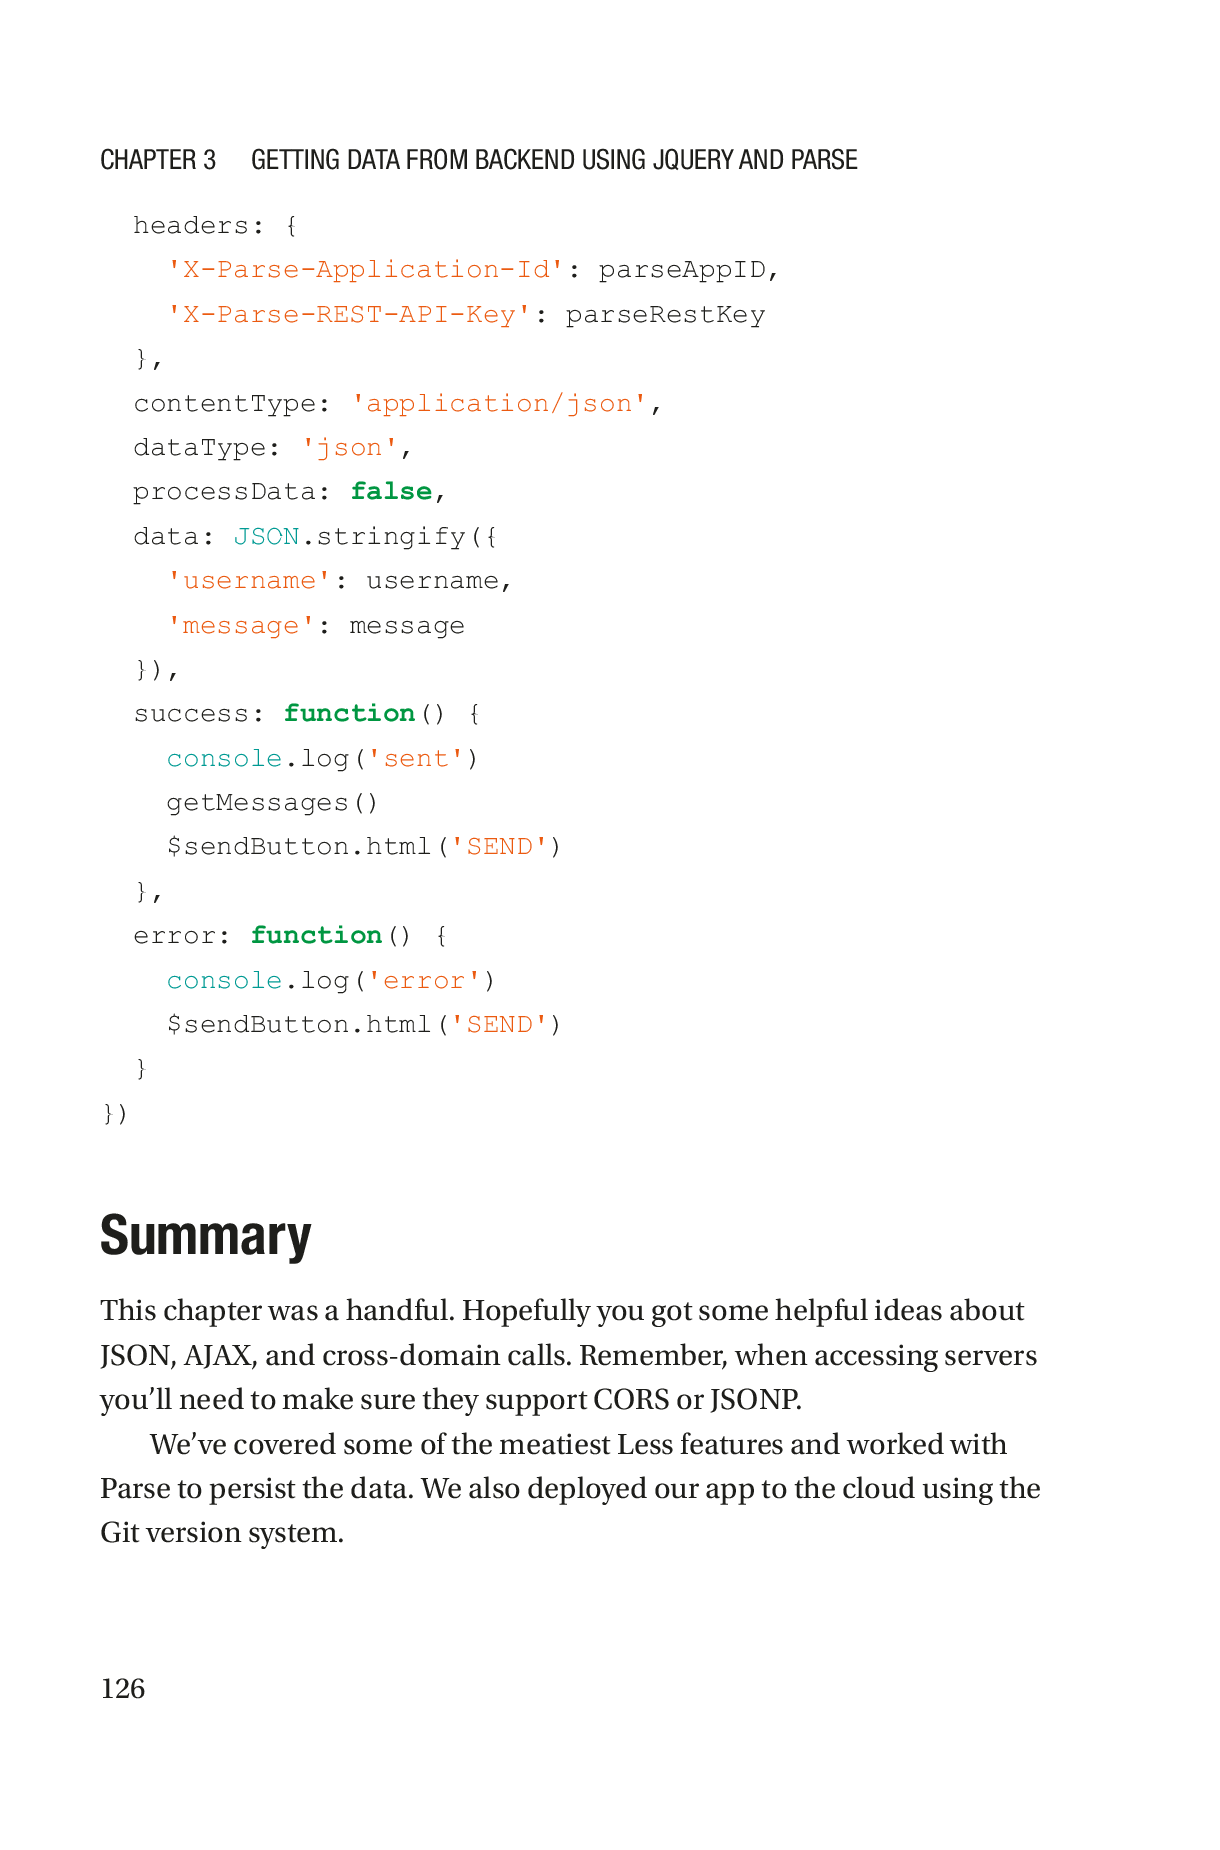 CHAPTER 3 GETTING DATA FROM BACKEND USING JQUERY AND PARSE
  headers: {
    'X-Parse-Application-Id': parseAppID,
    'X-Parse-REST-API-Key': parseRestKey
  },
  contentType: 'application/json',
  dataType: 'json',
  processData: false,
  data: JSON.stringify({
    'username': username,
    'message': message
  }),
  success: function() {
    console.log('sent')
    getMessages()
    $sendButton.html('SEND')
  },
  error: function() {
    console.log('error')
    $sendButton.html('SEND')
  }
})
Summary
This chapter was a handful. Hopefully you got some helpful ideas about
JSON, AJAX, and cross-domain calls. Remember, when accessing servers
you’ll need to make sure they support CORS or JSONP.
We’ve covered some of the meatiest Less features and worked with
Parse to persist the data. We also deployed our app to the cloud using the
Git version system.
126